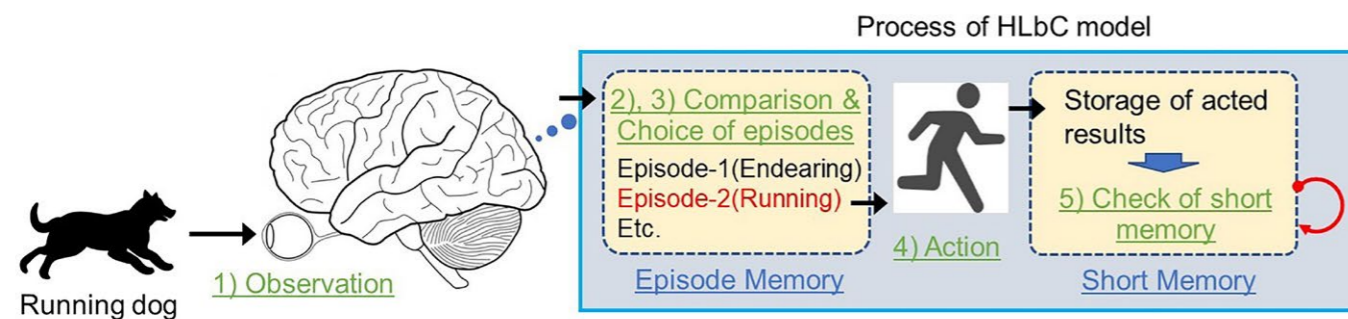 Process of HLbC model
2), 3) Comparison &
Choice of episodes
Episode-1(Endearing)
Episode-2(Running)
Etc.
Episode Memory
4) Action
Storage of acted
results
5) Check of short
memory
Short Memory
1) Observation
Running dog